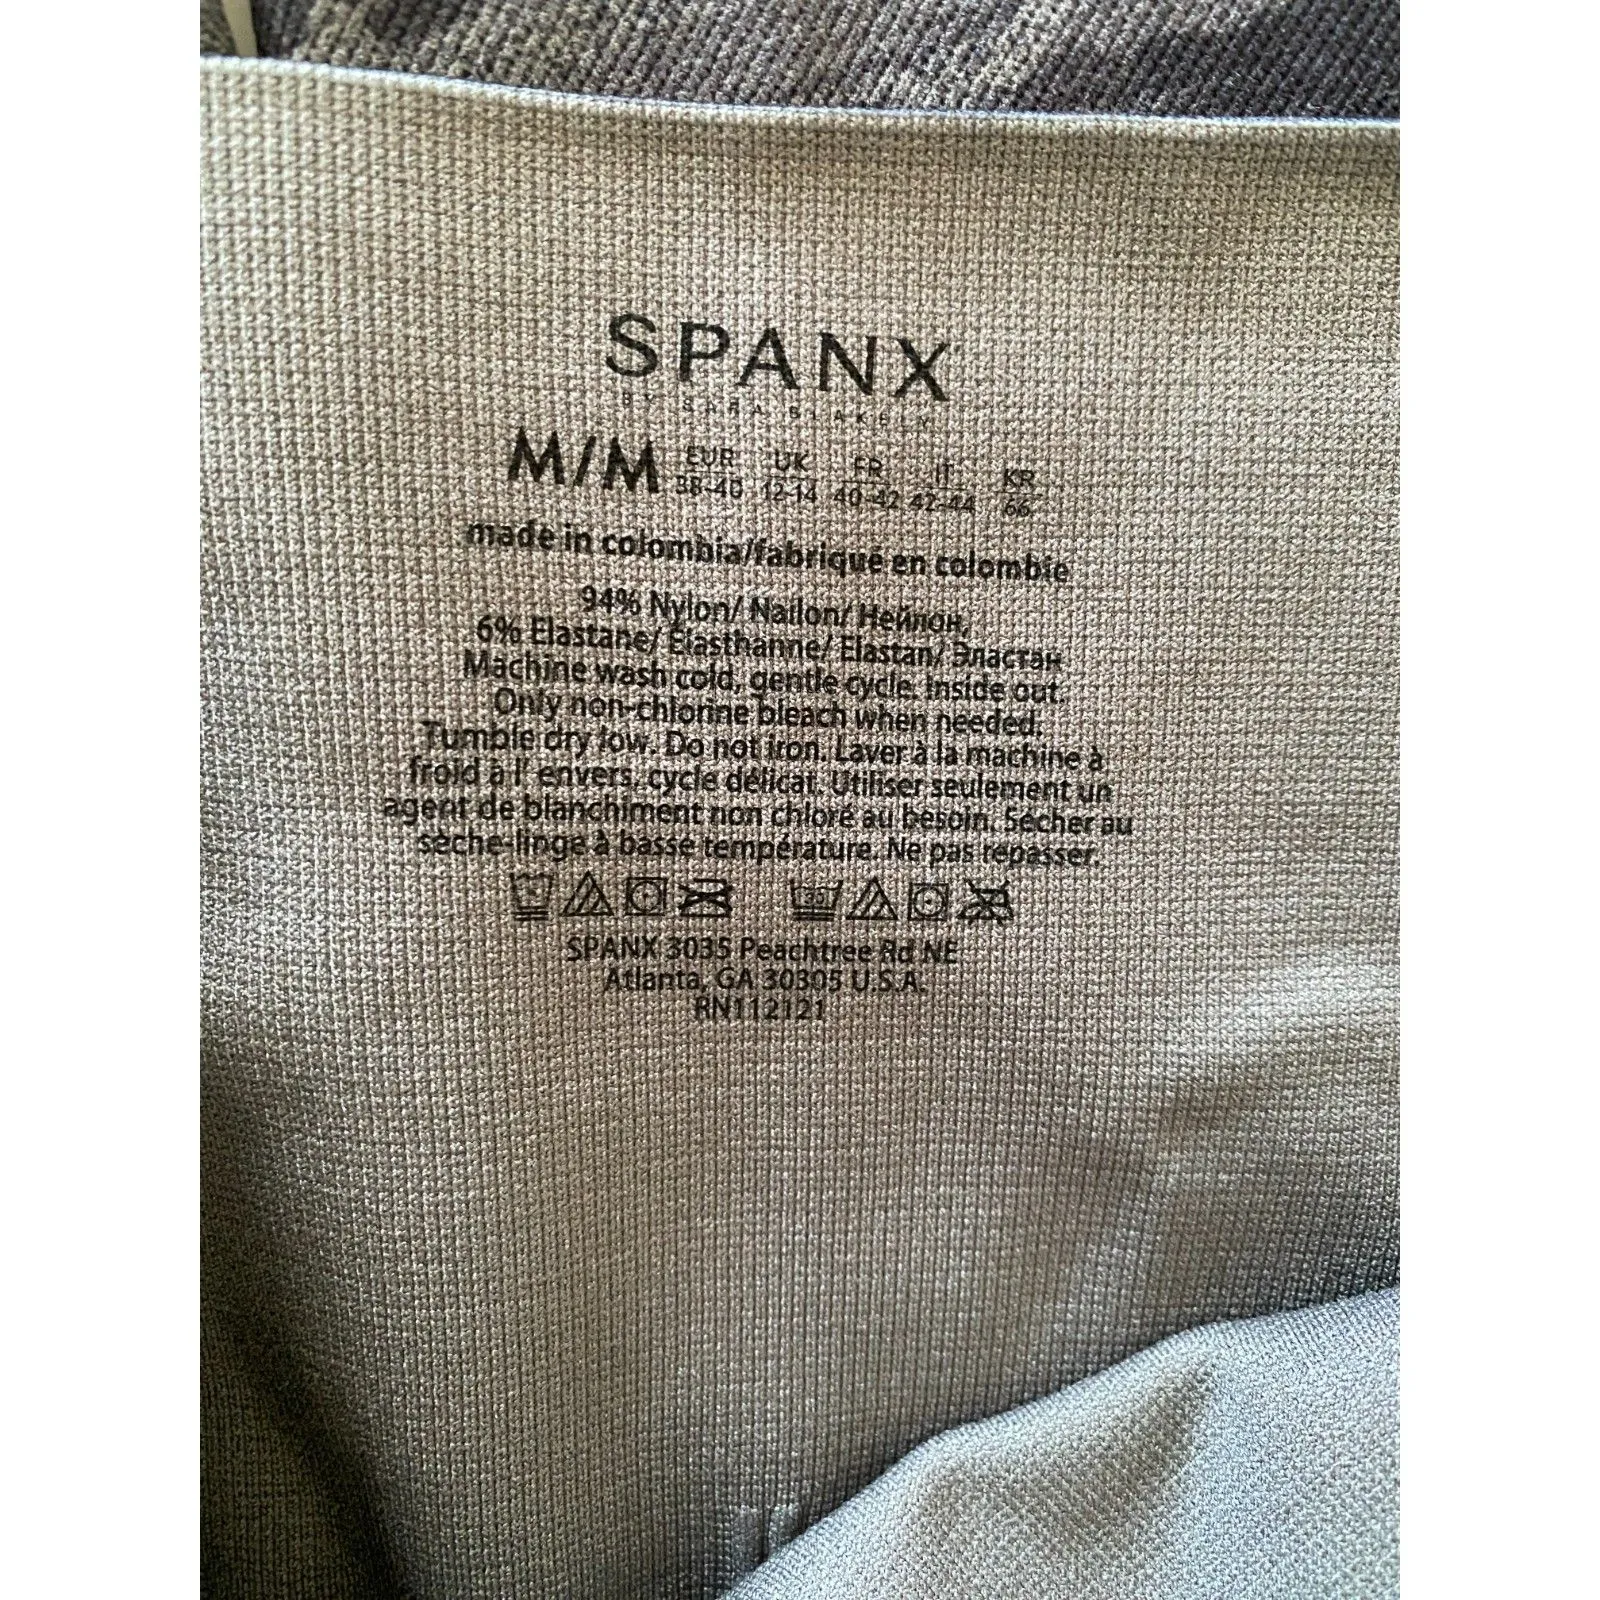 SPANX
BY SARA BLAKELY
M/M EUR 38-40 UK 12-14 FR 40-42 IT 42-44 KR 66
made in colombia/fabriqué en colombie
94% Nylon/ Nailon/ Нейлон,
6% Elastane/ Élasthanne/ Elastan/ Эластан
Machine wash cold, gentle cycle. Inside out.
Only non-chlorine bleach when needed.
Tumble dry low. Do not iron. Laver à la machine à
froid à l' envers, cycle délicat. Utiliser seulement un
agent de blanchiment non chloré au besoin. Sécher au
sèche-linge à basse température. Ne pas repasser.
SPANX 3035 Peachtree Rd NE
Atlanta, GA 30305 U.S.A.
RN112121